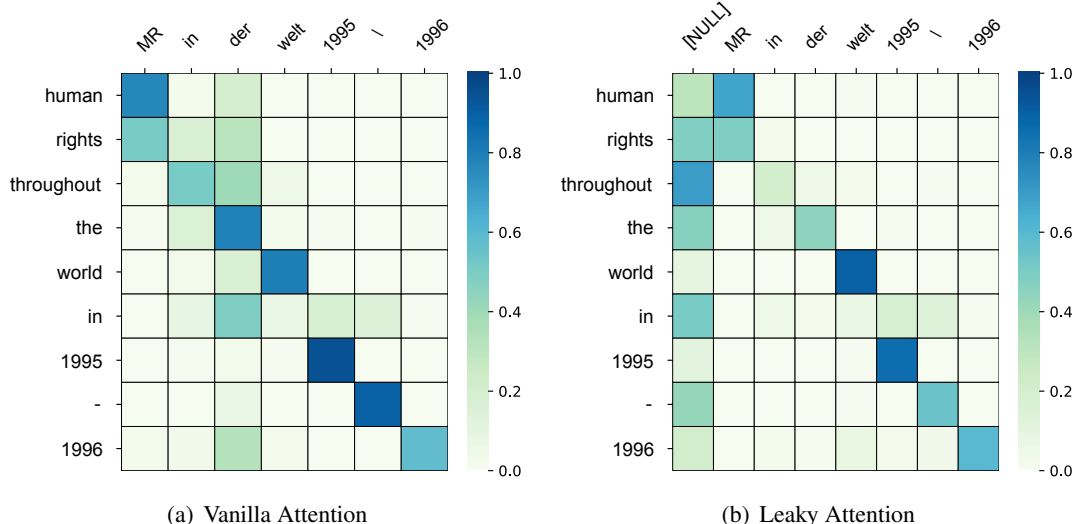 MR in der welt 1995 \ 1996
human
rights
throughout
the
world
in
1995
-
1996
1.0
0.8
0.6
0.4
0.2
0.0
(a) Vanilla Attention
[NULL] MR in der welt 1995 \ 1996
human
rights
throughout
the
world
in
1995
-
1996
1.0
0.8
0.6
0.4
0.2
0.0
(b) Leaky Attention